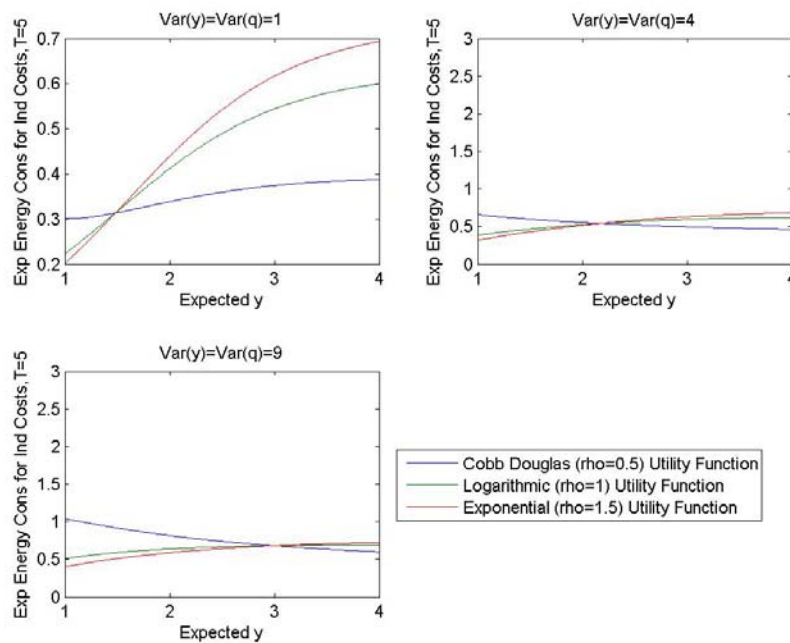 Var(y)=Var(q)=1
Exp Energy Cons for Ind Costs,T=5
0.7
0.6
0.5
0.4
0.3
0.2
1
2
3
4
Expected y
Var(y)=Var(q)=4
Exp Energy Cons for Ind Costs,T=5
3
2.5
2
1.5
1
0.5
0
1
2
3
4
Expected y
Var(y)=Var(q)=9
Exp Energy Cons for Ind Costs,T=5
3
2.5
2
1.5
1
0.5
0
1
2
3
4
Expected y
Cobb Douglas (rho=0.5) Utility Function
Logarithmic (rho=1) Utility Function
Exponential (rho=1.5) Utility Function